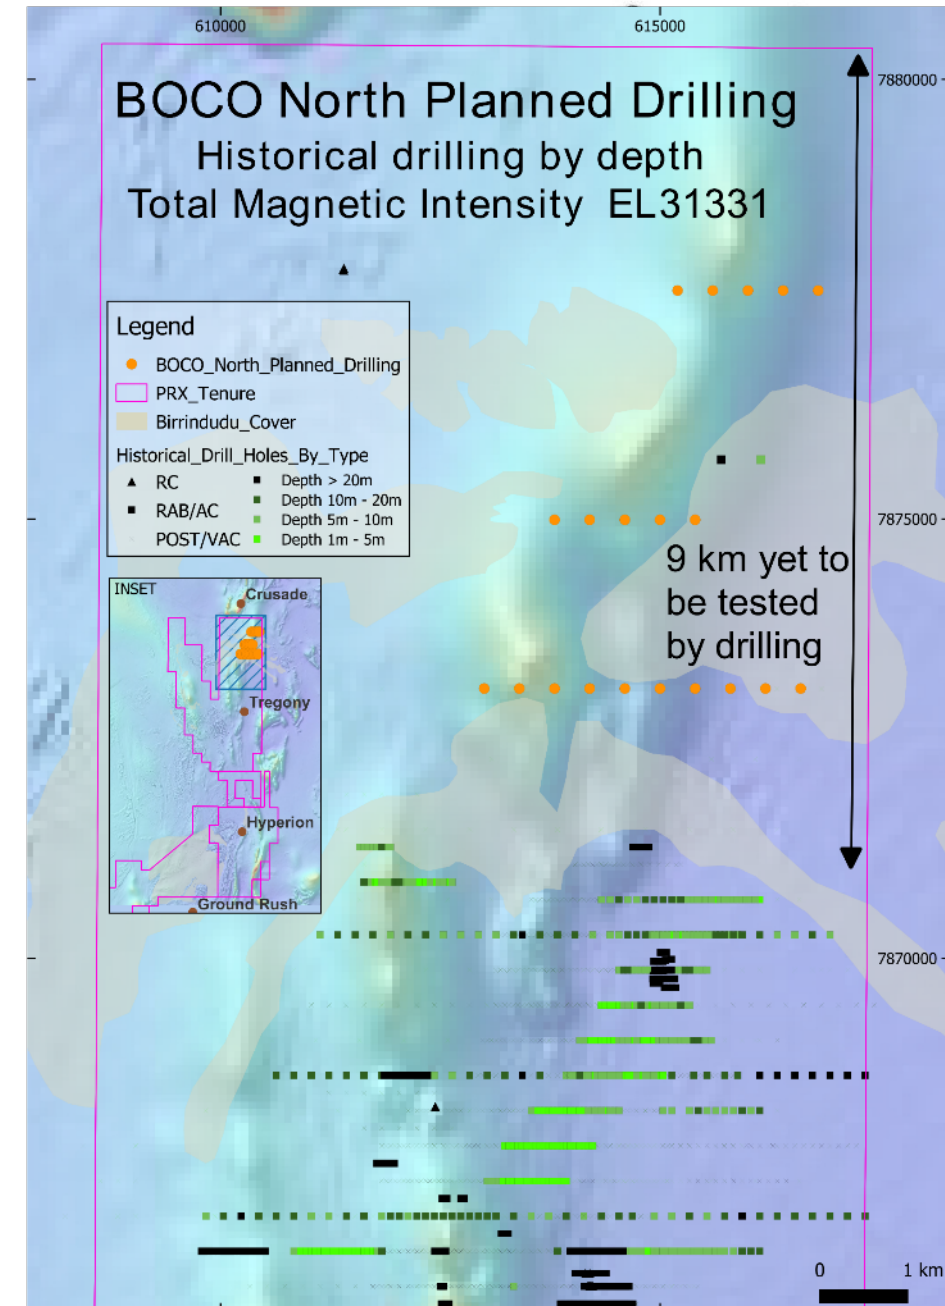 610000 615000
7880000
BOCO North Planned Drilling
Historical drilling by depth
Total Magnetic Intensity EL31331
Legend
BOCO_North_Planned_Drilling
PRX_Tenure
Birrindudu_Cover
Historical_Drill_Holes_By_Type
RC
RAB/AC
POST/VAC
Depth > 20m
Depth 10m - 20m
Depth 5m - 10m
Depth 1m - 5m
7875000
9 km yet to
be tested
by drilling
INSET
Crusade
Tregony
Hyperion
Ground Rush
7870000
0 1 km